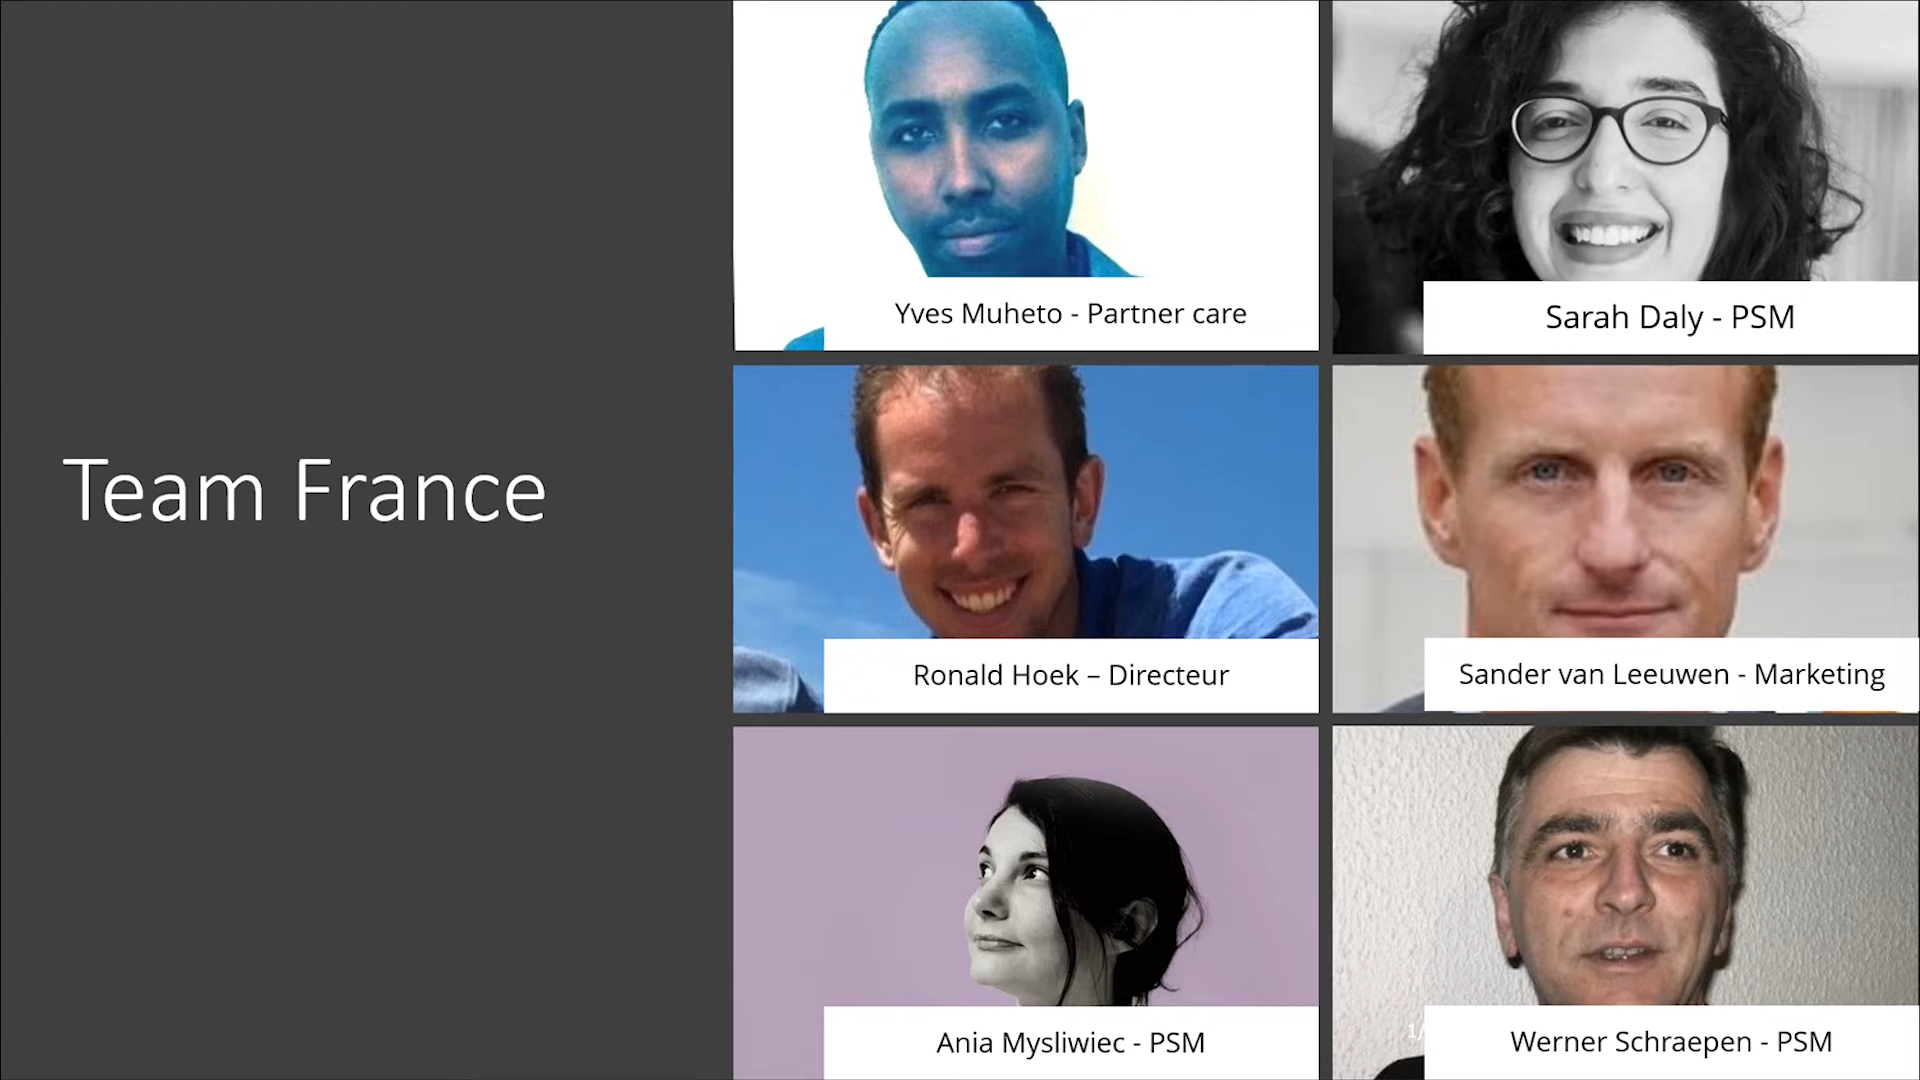 Team France
Yves Muheto - Partner care
Sarah Daly - PSM
Ronald Hoek – Directeur
Sander van Leeuwen - Marketing
Ania Mysliwiec - PSM
Werner Schraepen - PSM